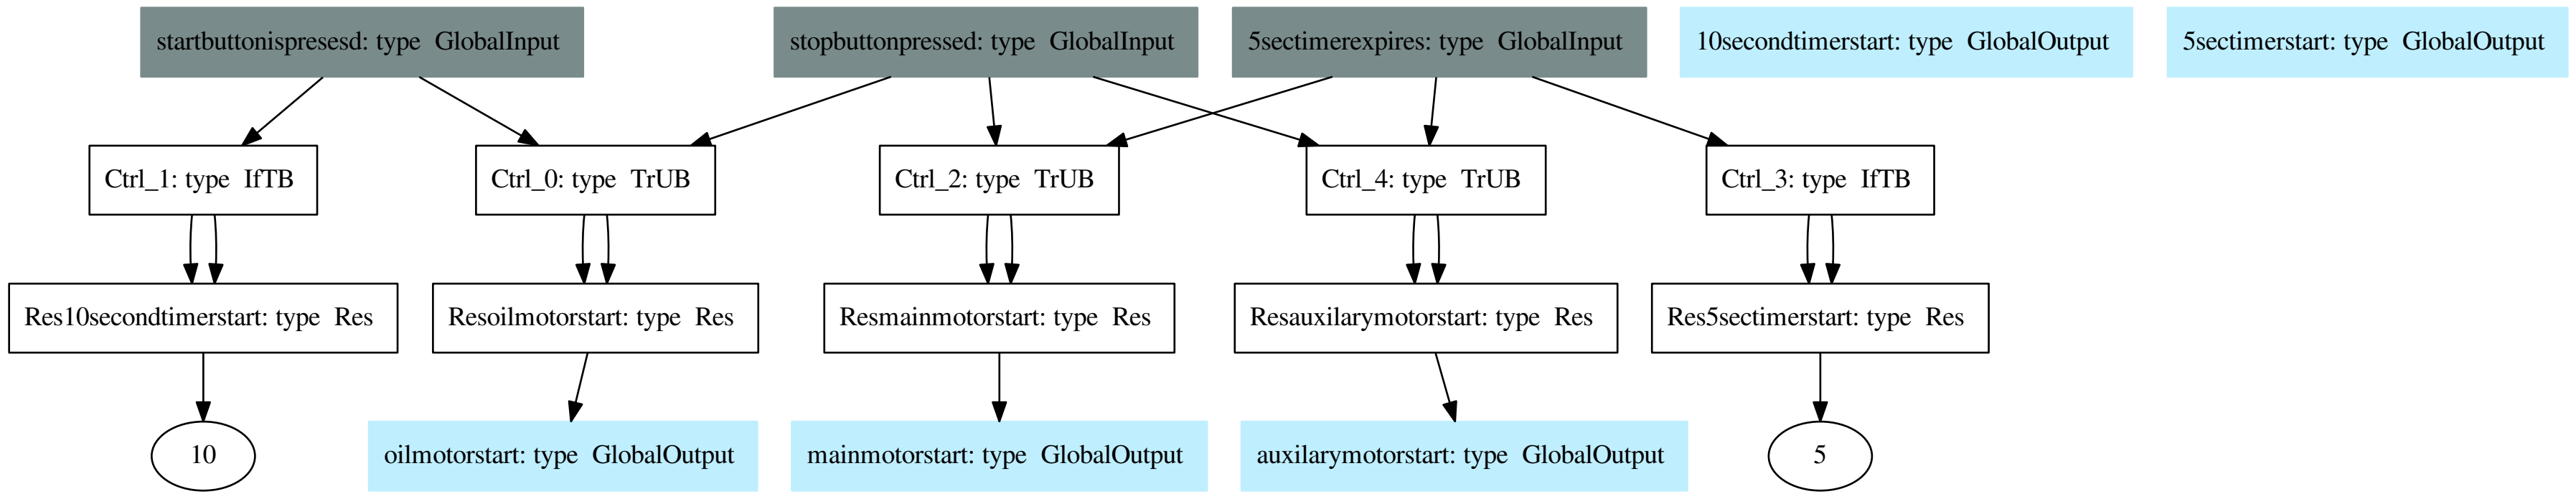 startbuttonispresesd: type GlobalInput
stopbuttonpressed: type GlobalInput
5sectimerexpires: type GlobalInput
10secondtimerstart: type GlobalOutput
5sectimerstart: type GlobalOutput
Ctrl_1: type IfTB
Ctrl_0: type TrUB
Ctrl_2: type TrUB
Ctrl_4: type TrUB
Ctrl_3: type IfTB
Res10secondtimerstart: type Res
Resoilmotorstart: type Res
Resmainmotorstart: type Res
Resauxilarymotorstart: type Res
Res5sectimerstart: type Res
10
oilmotorstart: type GlobalOutput
mainmotorstart: type GlobalOutput
auxilarymotorstart: type GlobalOutput
5